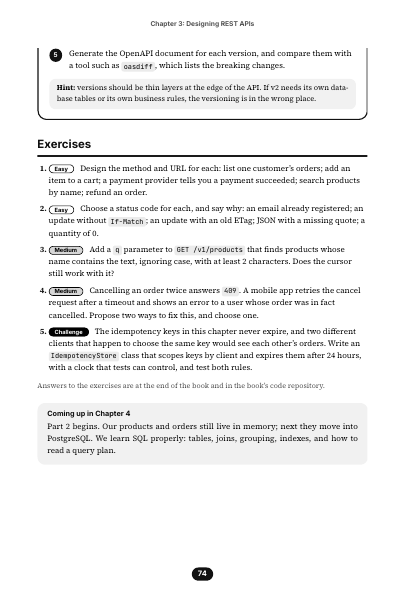 Chapter 3: Designing REST APIs
5 Generate the OpenAPI document for each version, and compare them with
a tool such as oasdiff, which lists the breaking changes.
Hint: versions should be thin layers at the edge of the API. If v2 needs its own data-
base tables or its own business rules, the versioning is in the wrong place.
Exercises
1. Easy Design the method and URL for each: list one customer's orders; add an
item to a cart; a payment provider tells you a payment succeeded; search products
by name; refund an order.
2. Easy Choose a status code for each, and say why: an email already registered; an
update without If-Match; an update with an old ETag; JSON with a missing quote; a
quantity of 0.
3. Medium Add a q parameter to GET /v1/products that finds products whose
name contains the text, ignoring case, with at least 2 characters. Does the cursor
still work with it?
4. Medium Cancelling an order twice answers 409. A mobile app retries the cancel
request after a timeout and shows an error to a user whose order was in fact
cancelled. Propose two ways to fix this, and choose one.
5. Challenge The idempotency keys in this chapter never expire, and two different
clients that happen to choose the same key would see each other's orders. Write an
IdempotencyStore class that scopes keys by client and expires them after 24 hours,
with a clock that tests can control, and test both rules.
Answers to the exercises are at the end of the book and in the book's code repository.
Coming up in Chapter 4
Part 2 begins. Our products and orders still live in memory; next they move into
PostgreSQL. We learn SQL properly: tables, joins, grouping, indexes, and how to
read a query plan.
74